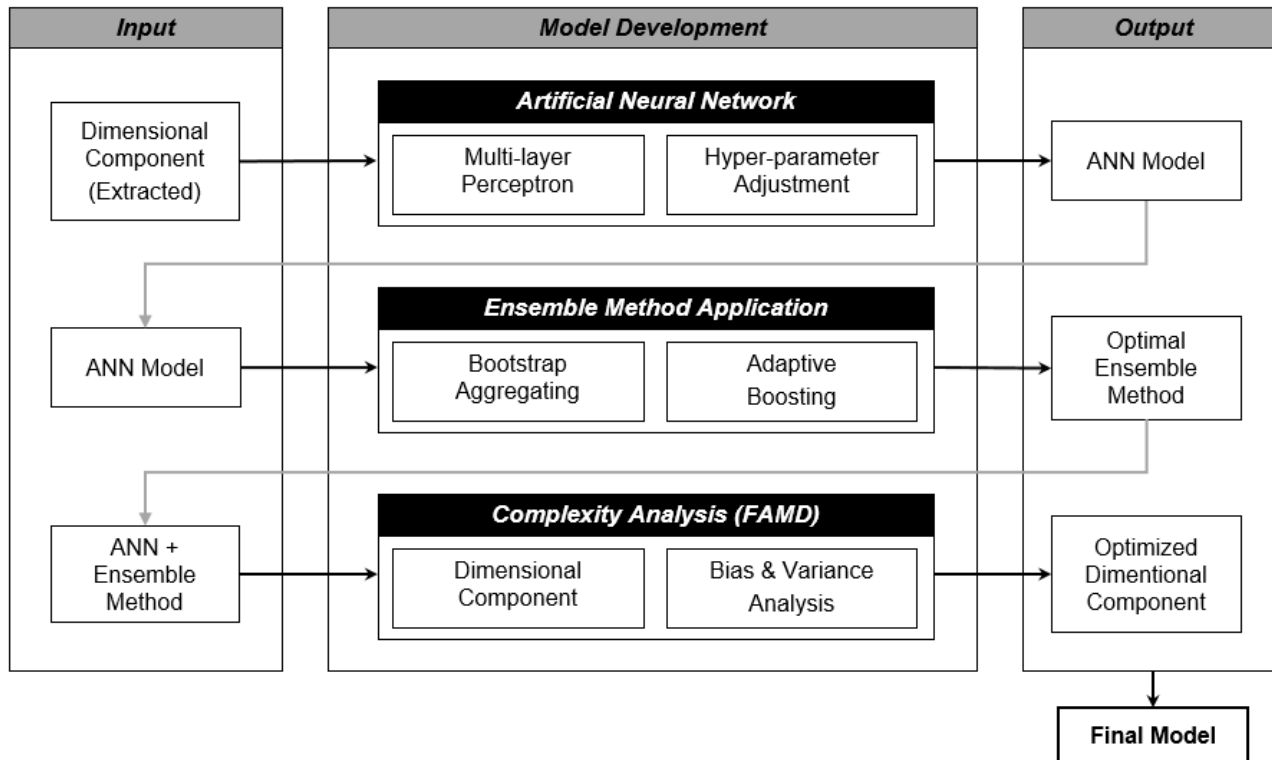 Input
Model Development
Output
Artificial Neural Network
Dimensional
Component
(Extracted)
Multi-layer
Perceptron
Hyper-parameter
Adjustment
ANN Model
Ensemble Method Application
ANN Model
Bootstrap
Aggregating
Adaptive
Boosting
Optimal
Ensemble
Method
Complexity Analysis (FAMD)
ANN +
Ensemble
Method
Dimensional
Component
Bias & Variance
Analysis
Optimized
Dimentional
Component
Final Model